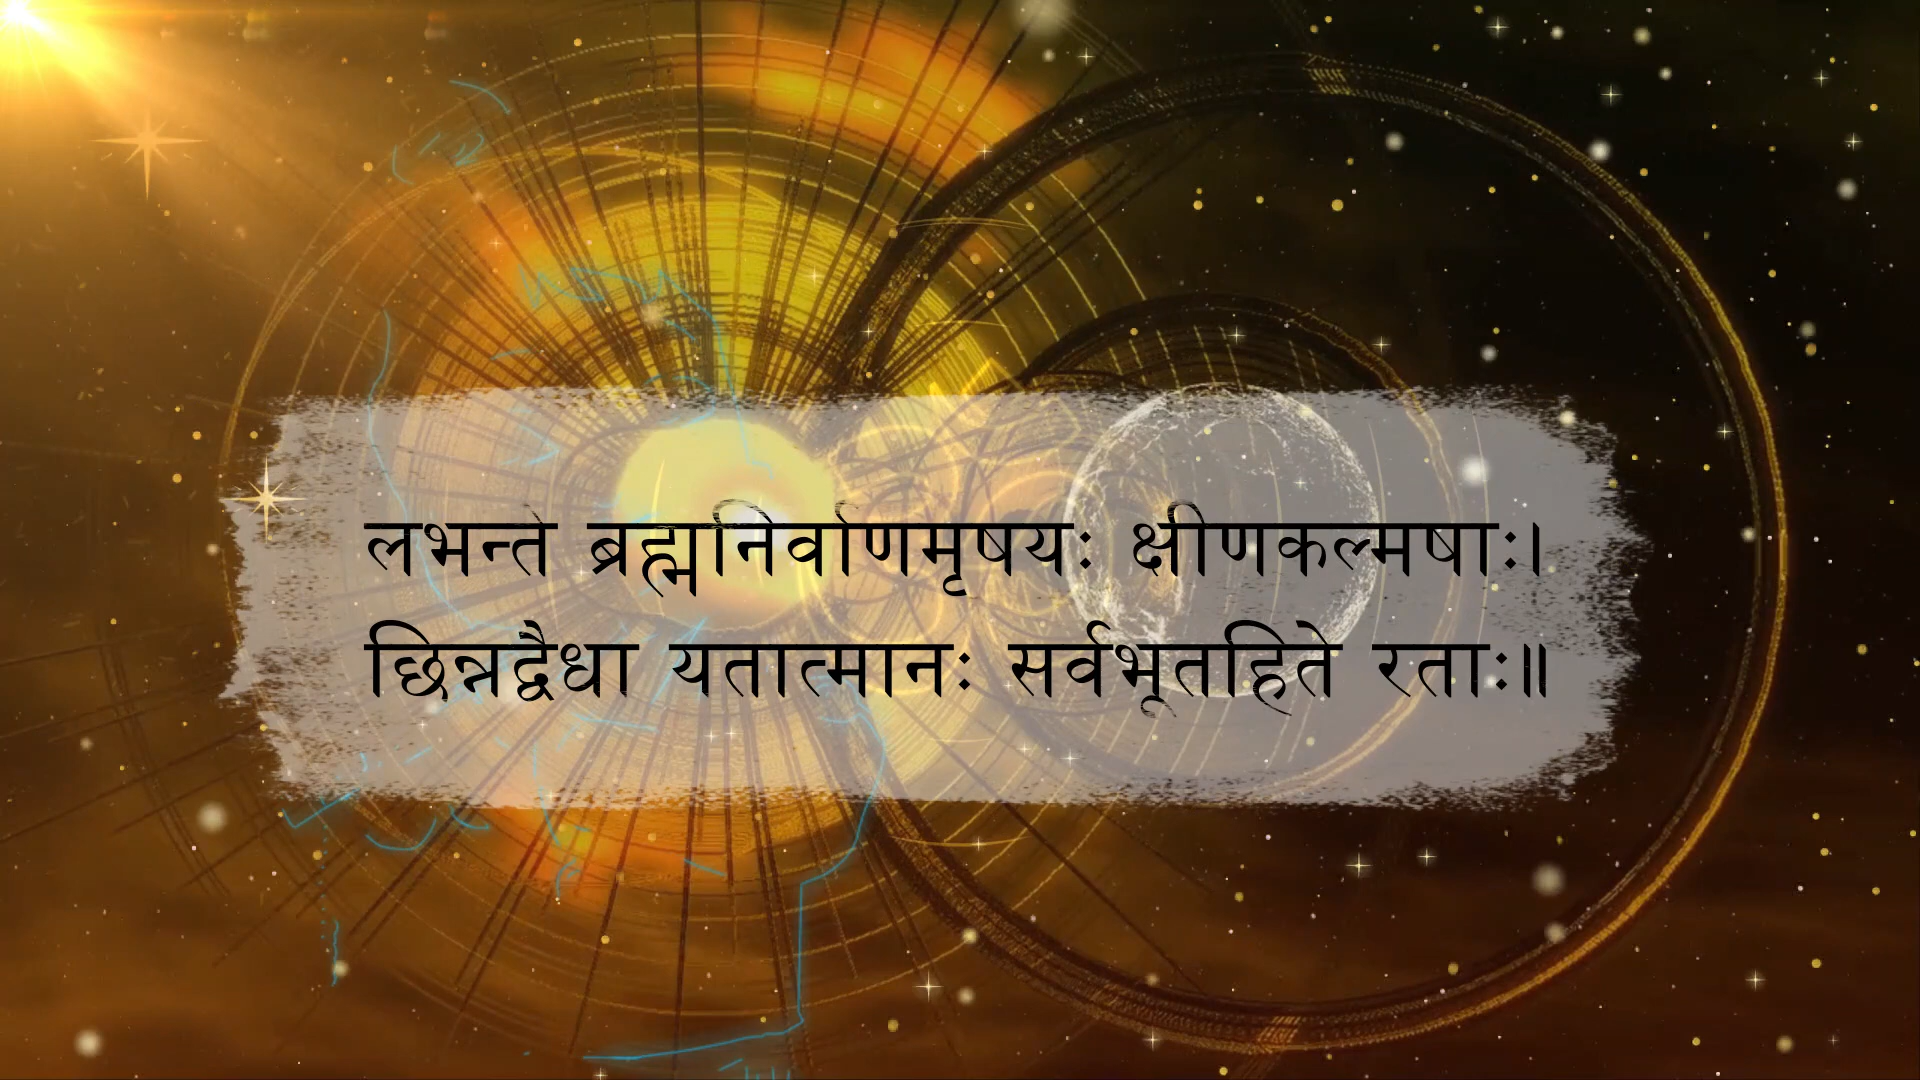 लभन्ते ब्रह्मनिर्वाणमृषयः क्षीणकल्मषाः।
छिन्नद्वैधा यतात्मानः सर्वभूतहिते रताः॥